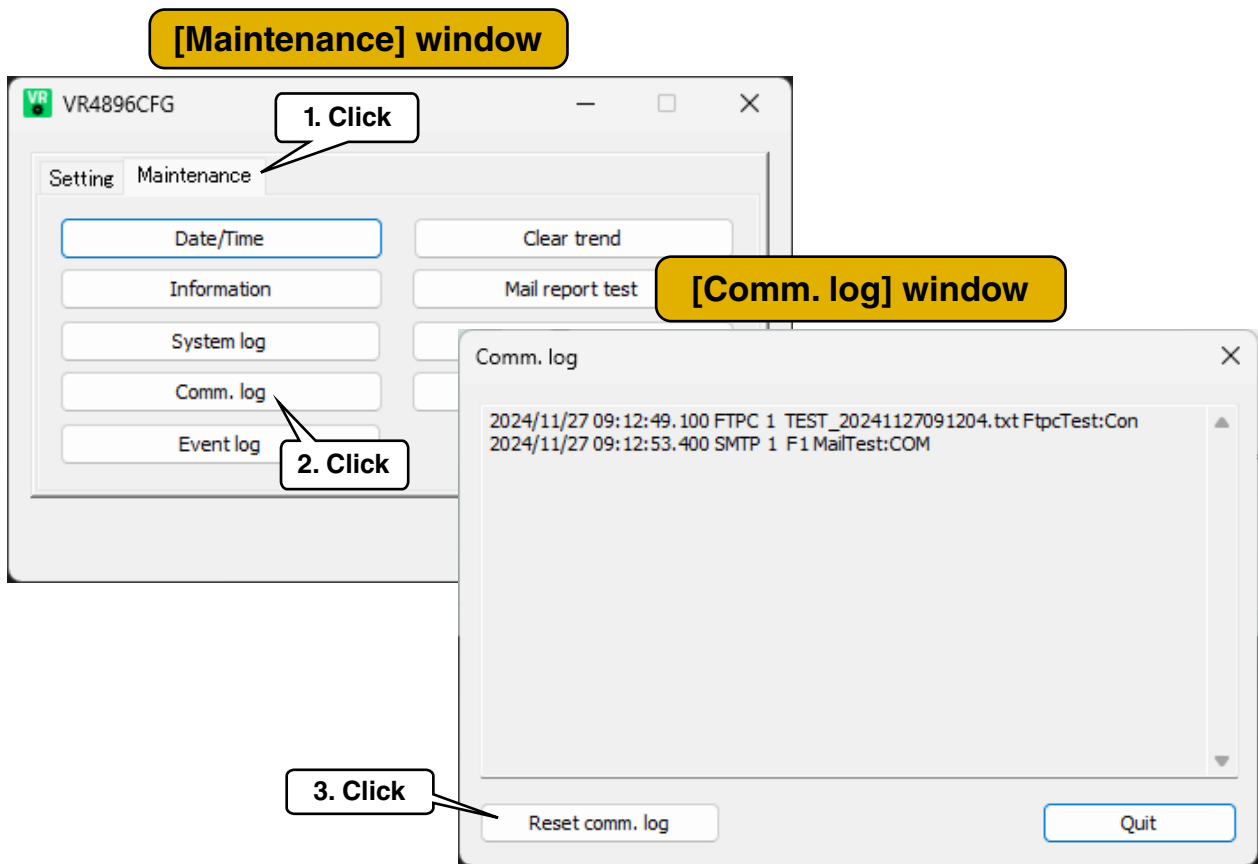 [Maintenance] window
VR VR4896CFG
1. Click
Setting Maintenance
Date/Time Clear trend
Information Mail report test
System log
Comm. log
Event log
2. Click
[Comm. log] window
Comm. log
2024/11/27 09:12:49.100 FTPC 1 TEST_20241127091204.txt FtpcTest:Con
2024/11/27 09:12:53.400 SMTP 1 F1 MailTest:COM
3. Click
Reset comm. log Quit